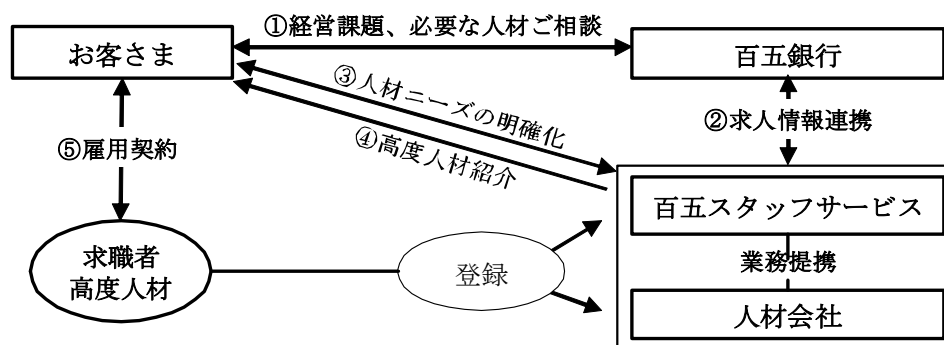 ①経営課題、必要な人材ご相談
お客さま
百五銀行
③人材ニーズの明確化
②求人情報連携
④高度人材紹介
⑤雇用契約
百五スタッフサービス
求職者
高度人材
登録
業務提携
人材会社